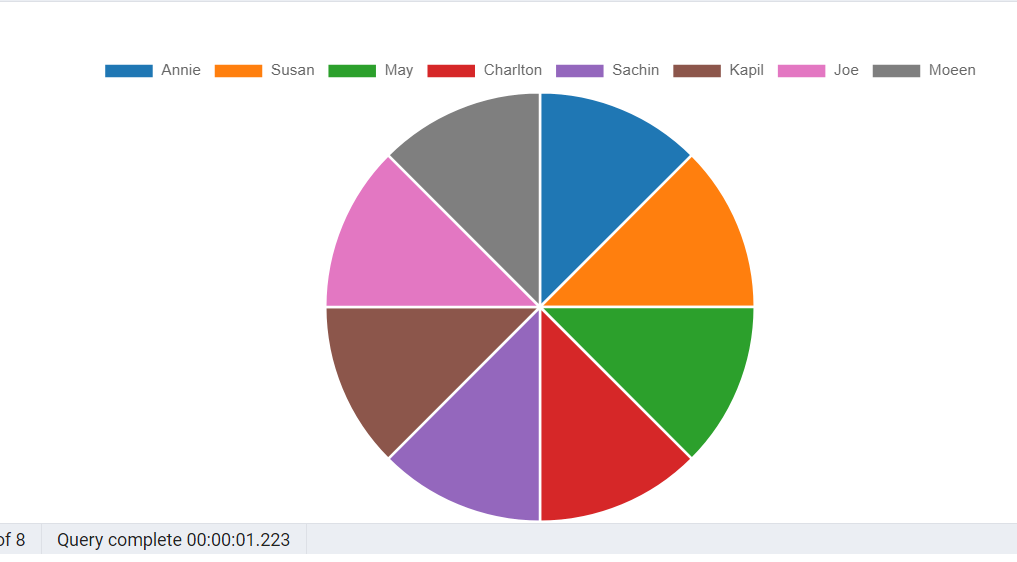 Annie Susan May Charlton Sachin Kapil Joe Moeen
of 8 Query complete 00:00:01.223